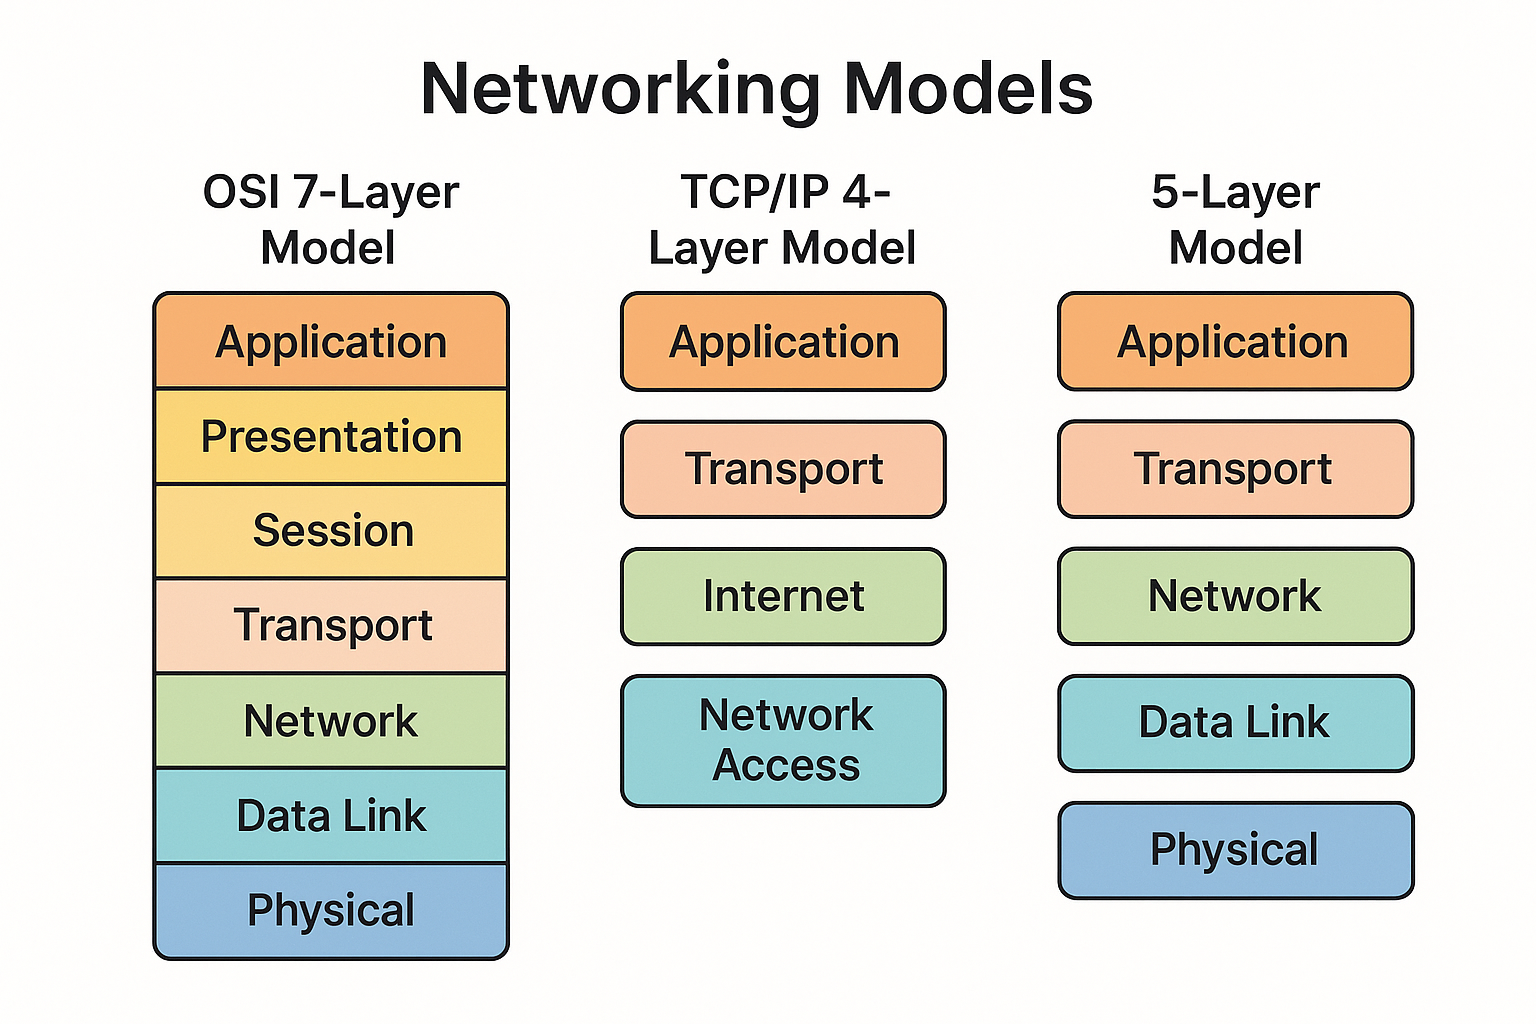 Networking Models
OSI 7-Layer
Model
Application
Presentation
Session
Transport
Network
Data Link
Physical
TCP/IP 4-
Layer Model
Application
Transport
Internet
Network
Access
5-Layer
Model
Application
Transport
Network
Data Link
Physical